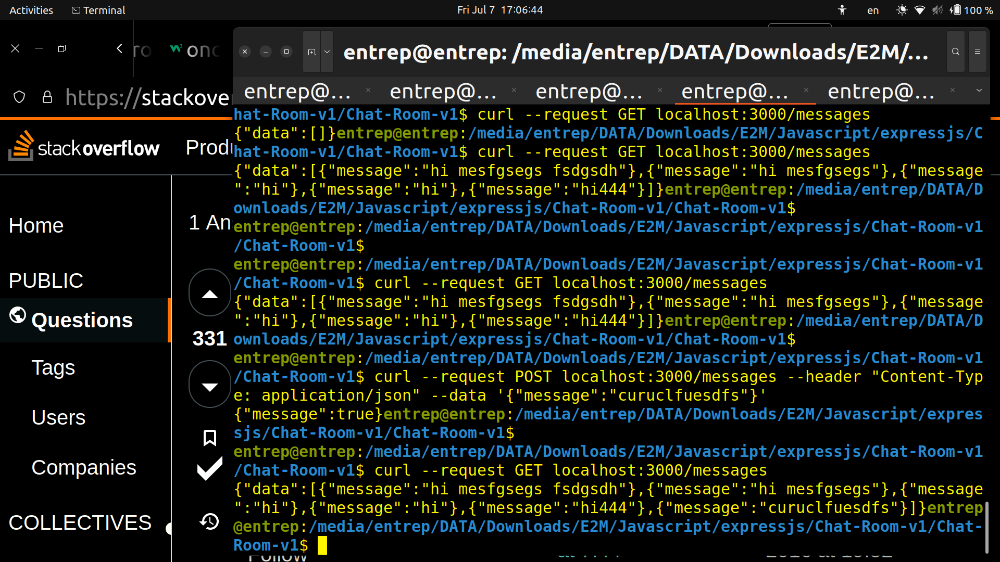 Activities
Terminal
Fri Jul 7 17:06:44
en
100 %
entrep@entrep: /media/entrep/DATA/Downloads/E2M/...
entrep@... × entrep@... × entrep@... × entrep@... × entrep@... ×
https://stackove
stackoverflow
Produ
Home
PUBLIC
Questions
Tags
Users
Companies
COLLECTIVES
1 An
331
hat-Room-v1/Chat-Room-v1$ curl --request GET localhost:3000/messages
{"data":[]}entrep@entrep:/media/entrep/DATA/Downloads/E2M/Javascript/expressjs/C
hat-Room-v1/Chat-Room-v1$ curl --request GET localhost:3000/messages
{"data":[{"message":"hi mesfgsegs fsdgsdh"},{"message":"hi mesfgsegs"},{"message
":"hi"},{"message":"hi"},{"message":"hi444"}]}entrep@entrep:/media/entrep/DATA/D
ownloads/E2M/Javascript/expressjs/Chat-Room-v1/Chat-Room-v1$
entrep@entrep:/media/entrep/DATA/Downloads/E2M/Javascript/expressjs/Chat-Room-v1
/Chat-Room-v1$
entrep@entrep:/media/entrep/DATA/Downloads/E2M/Javascript/expressjs/Chat-Room-v1
/Chat-Room-v1$ curl --request GET localhost:3000/messages
{"data":[{"message":"hi mesfgsegs fsdgsdh"},{"message":"hi mesfgsegs"},{"message
":"hi"},{"message":"hi"},{"message":"hi444"}]}entrep@entrep:/media/entrep/DATA/D
ownloads/E2M/Javascript/expressjs/Chat-Room-v1/Chat-Room-v1$
entrep@entrep:/media/entrep/DATA/Downloads/E2M/Javascript/expressjs/Chat-Room-v1
/Chat-Room-v1$ curl --request POST localhost:3000/messages --header "Content-Typ
e: application/json" --data '{"message":"curuclfuesdfs"}'
{"message":true}entrep@entrep:/media/entrep/DATA/Downloads/E2M/Javascript/expres
sjs/Chat-Room-v1/Chat-Room-v1$
entrep@entrep:/media/entrep/DATA/Downloads/E2M/Javascript/expressjs/Chat-Room-v1
/Chat-Room-v1$ curl --request GET localhost:3000/messages
{"data":[{"message":"hi mesfgsegs fsdgsdh"},{"message":"hi mesfgsegs"},{"message
":"hi"},{"message":"hi"},{"message":"hi444"},{"message":"curuclfuesdfs"}]}entrep
@entrep:/media/entrep/DATA/Downloads/E2M/Javascript/expressjs/Chat-Room-v1/Chat-
Room-v1$
Follow